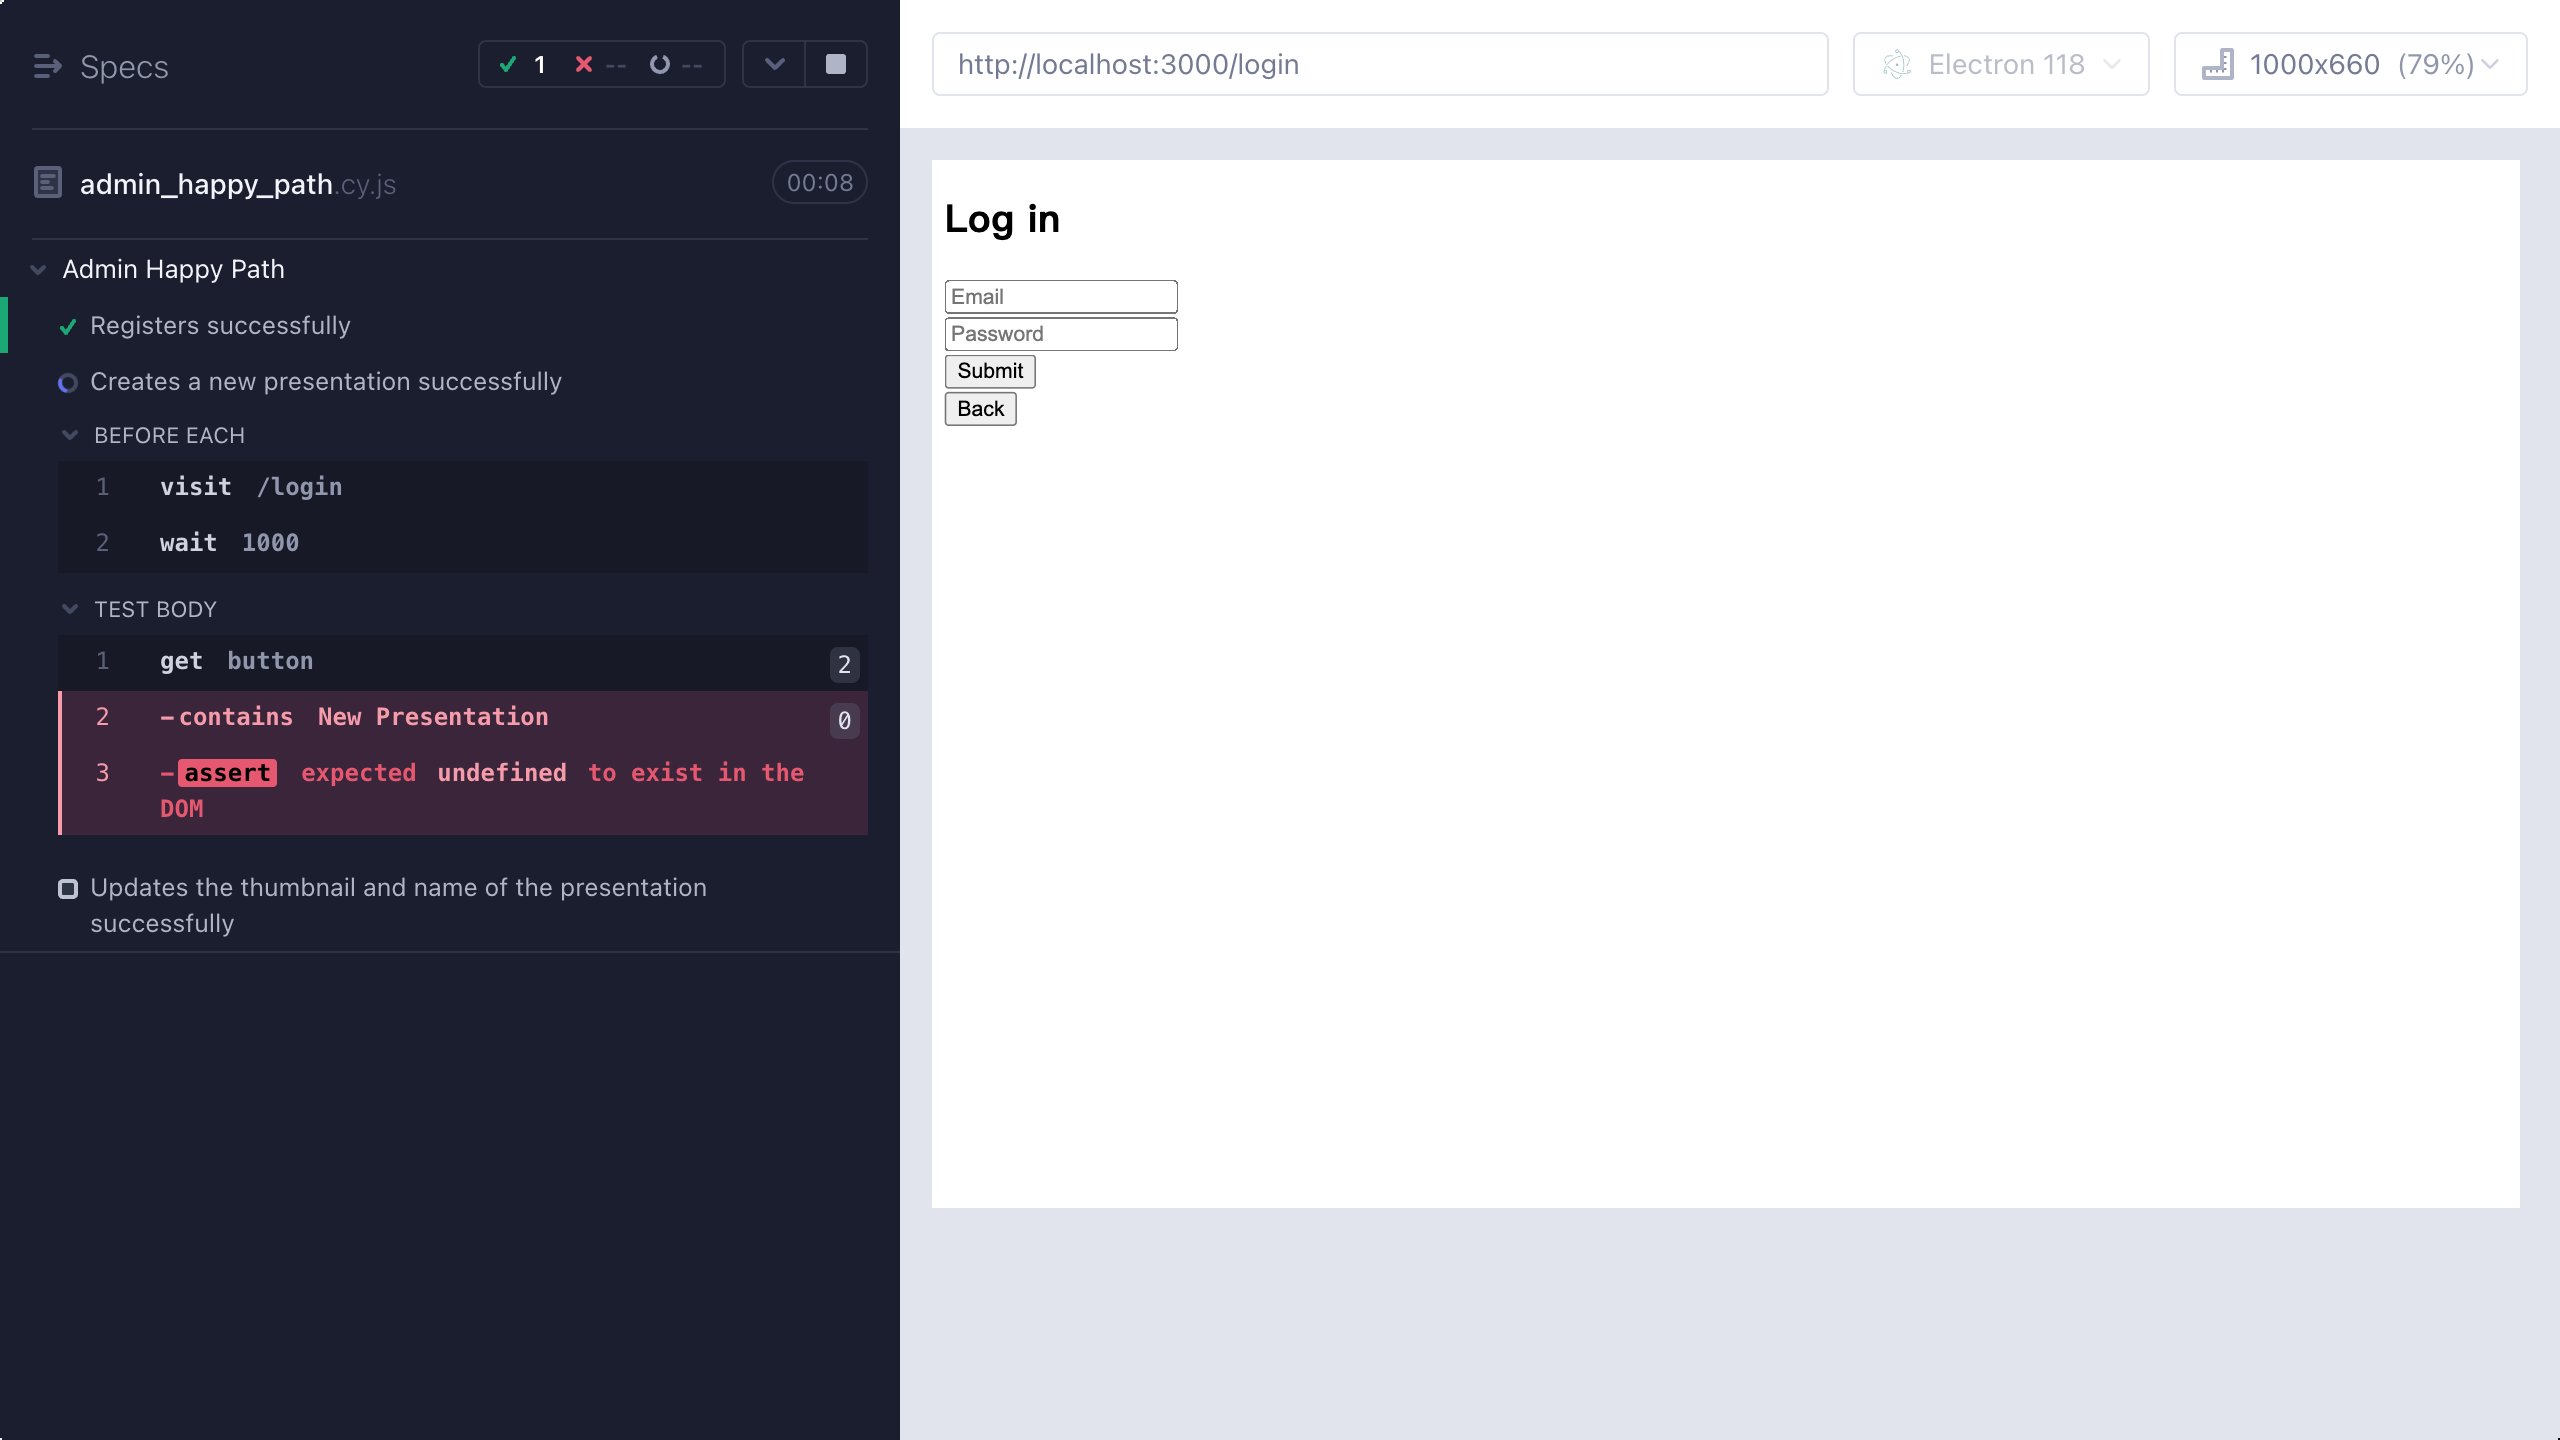 Specs
1 -- --
admin_happy_path.cy.js 00:08
Admin Happy Path
Registers successfully
Creates a new presentation successfully
BEFORE EACH
1 visit /login
2 wait 1000
TEST BODY
1 get button 2
2 -contains New Presentation 0
3 -assert expected undefined to exist in the
DOM
Updates the thumbnail and name of the presentation
successfully
http://localhost:3000/login
Electron 118
1000x660 (79%)
Log in
Email
Password
Submit
Back